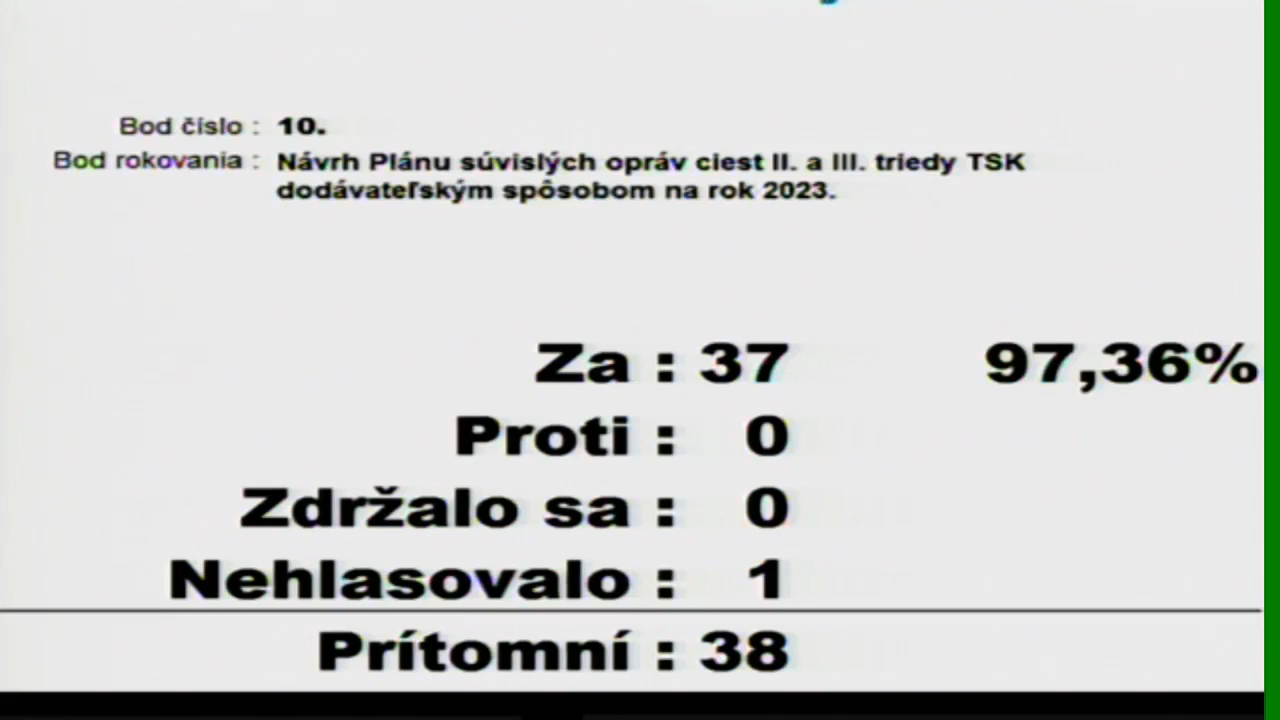 Bod číslo : 10.
Bod rokovania : Návrh Plánu súvislých opráv ciest II. a III. triedy TSK
dodávateľským spôsobom na rok 2023.
Za : 37 97,36%
Proti : 0
Zdržalo sa : 0
Nehlasovalo : 1
Prítomní : 38